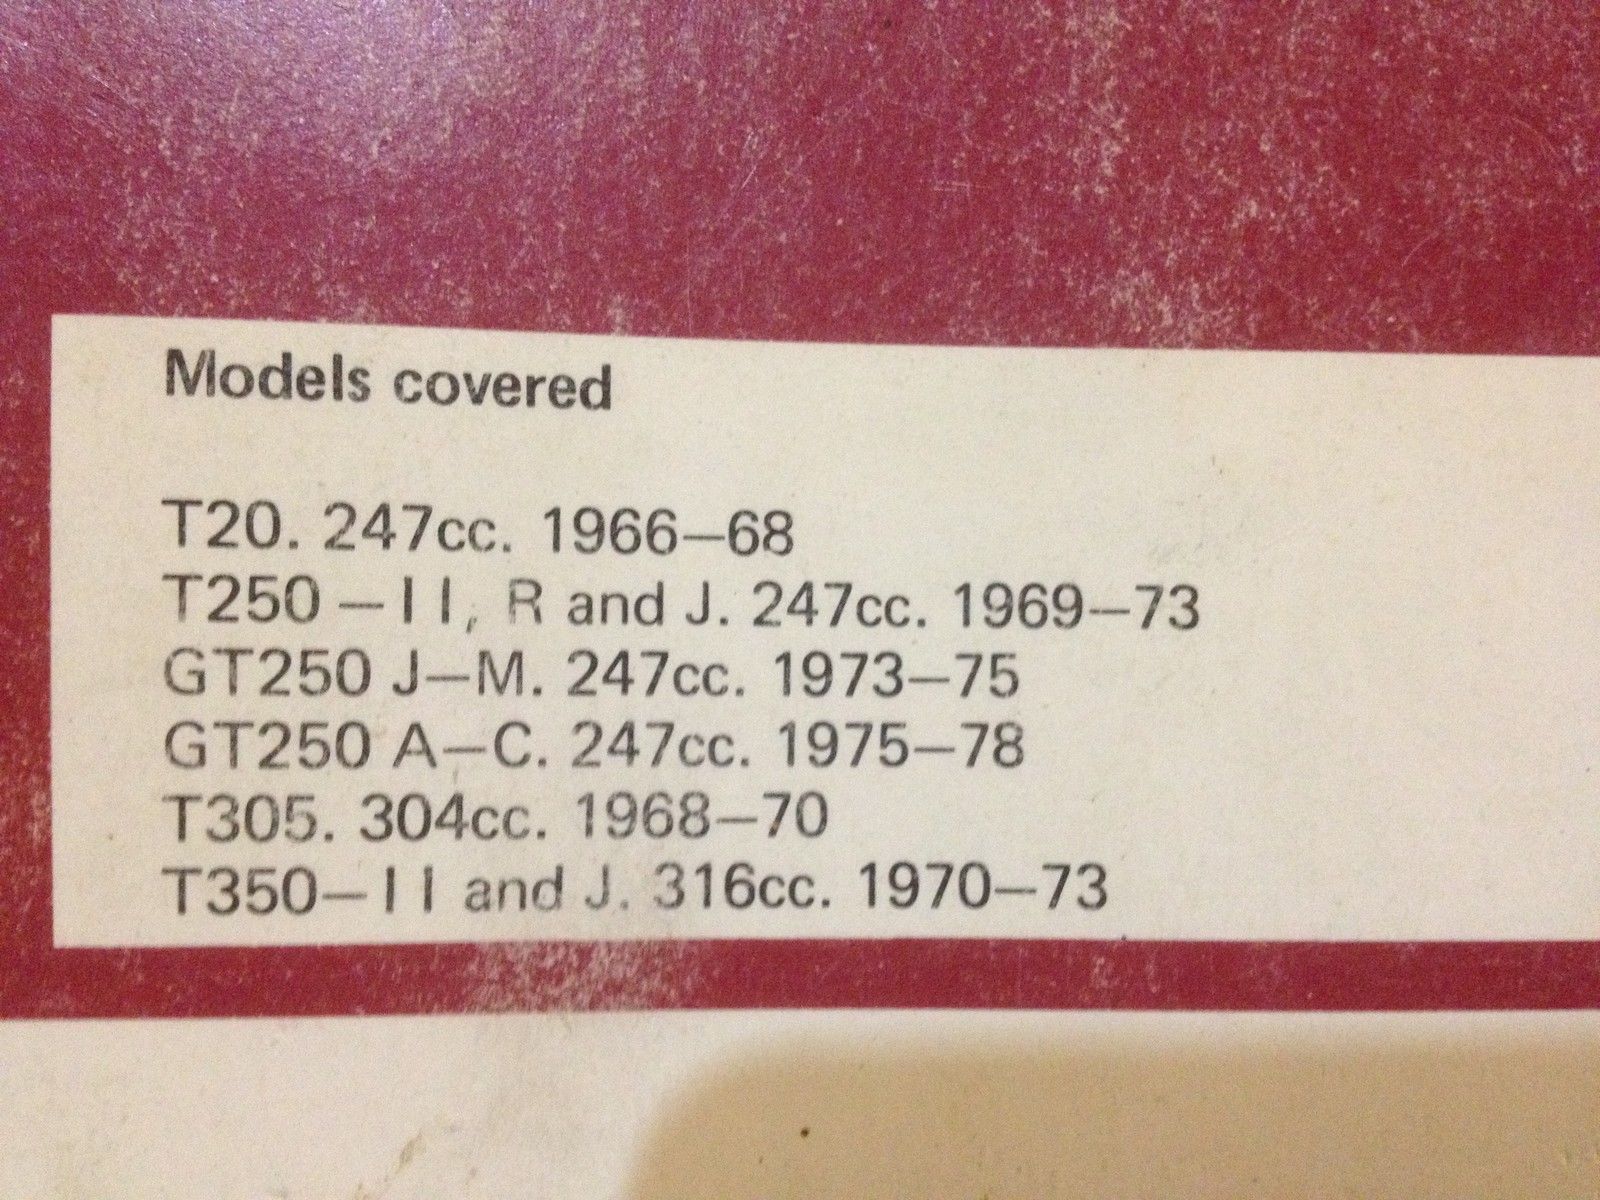 Models covered
T20. 247cc. 1966–68
T250 – I I, R and J. 247cc. 1969–73
GT250 J–M. 247cc. 1973–75
GT250 A–C. 247cc. 1975–78
T305. 304cc. 1968–70
T350–I I and J. 316cc. 1970–73